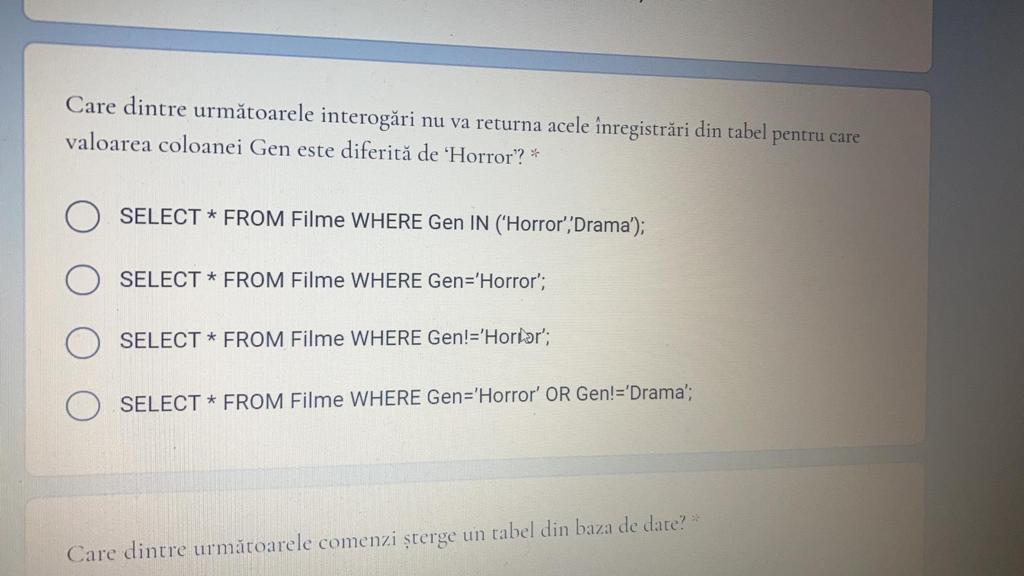 Care dintre următoarele interogări nu va returna acele înregistrări din tabel pentru care
valoarea coloanei Gen este diferită de ‘Horror’? *
SELECT * FROM Filme WHERE Gen IN (‘Horror’,’Drama’);
SELECT * FROM Filme WHERE Gen=’Horror’;
SELECT * FROM Filme WHERE Gen!=’Horror’;
SELECT * FROM Filme WHERE Gen=’Horror’ OR Gen!=’Drama’;
Care dintre următoarele comenzi șterge un tabel din baza de date? *